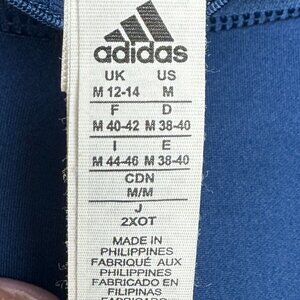 adidas
UK US
M 12-14 M
F D
M 40-42 M 38-40
I E
M 44-46 M 38-40
CDN
M/M
J
2XOT
MADE IN
PHILIPPINES
FABRIQUÉ AUX
PHILIPPINES
FABRICADO EN
FILIPINAS